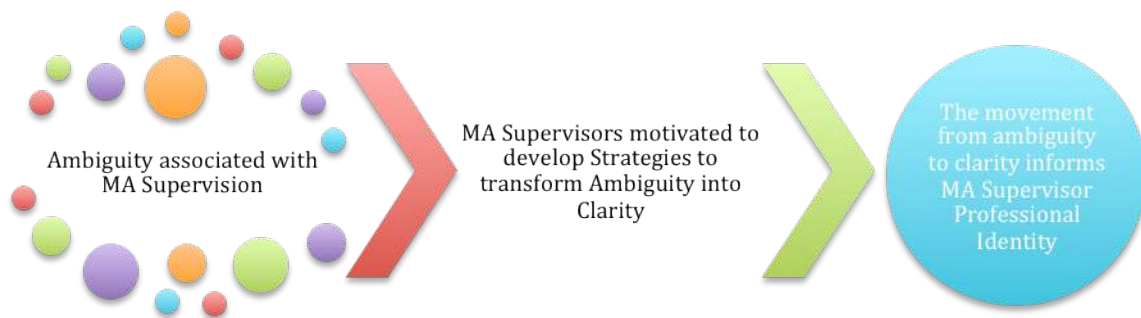 Ambiguity associated with
MA Supervision
MA Supervisors motivated to
develop Strategies to
transform Ambiguity into
Clarity
The movement
from ambiguity
to clarity informs
MA Supervisor
Professional
Identity